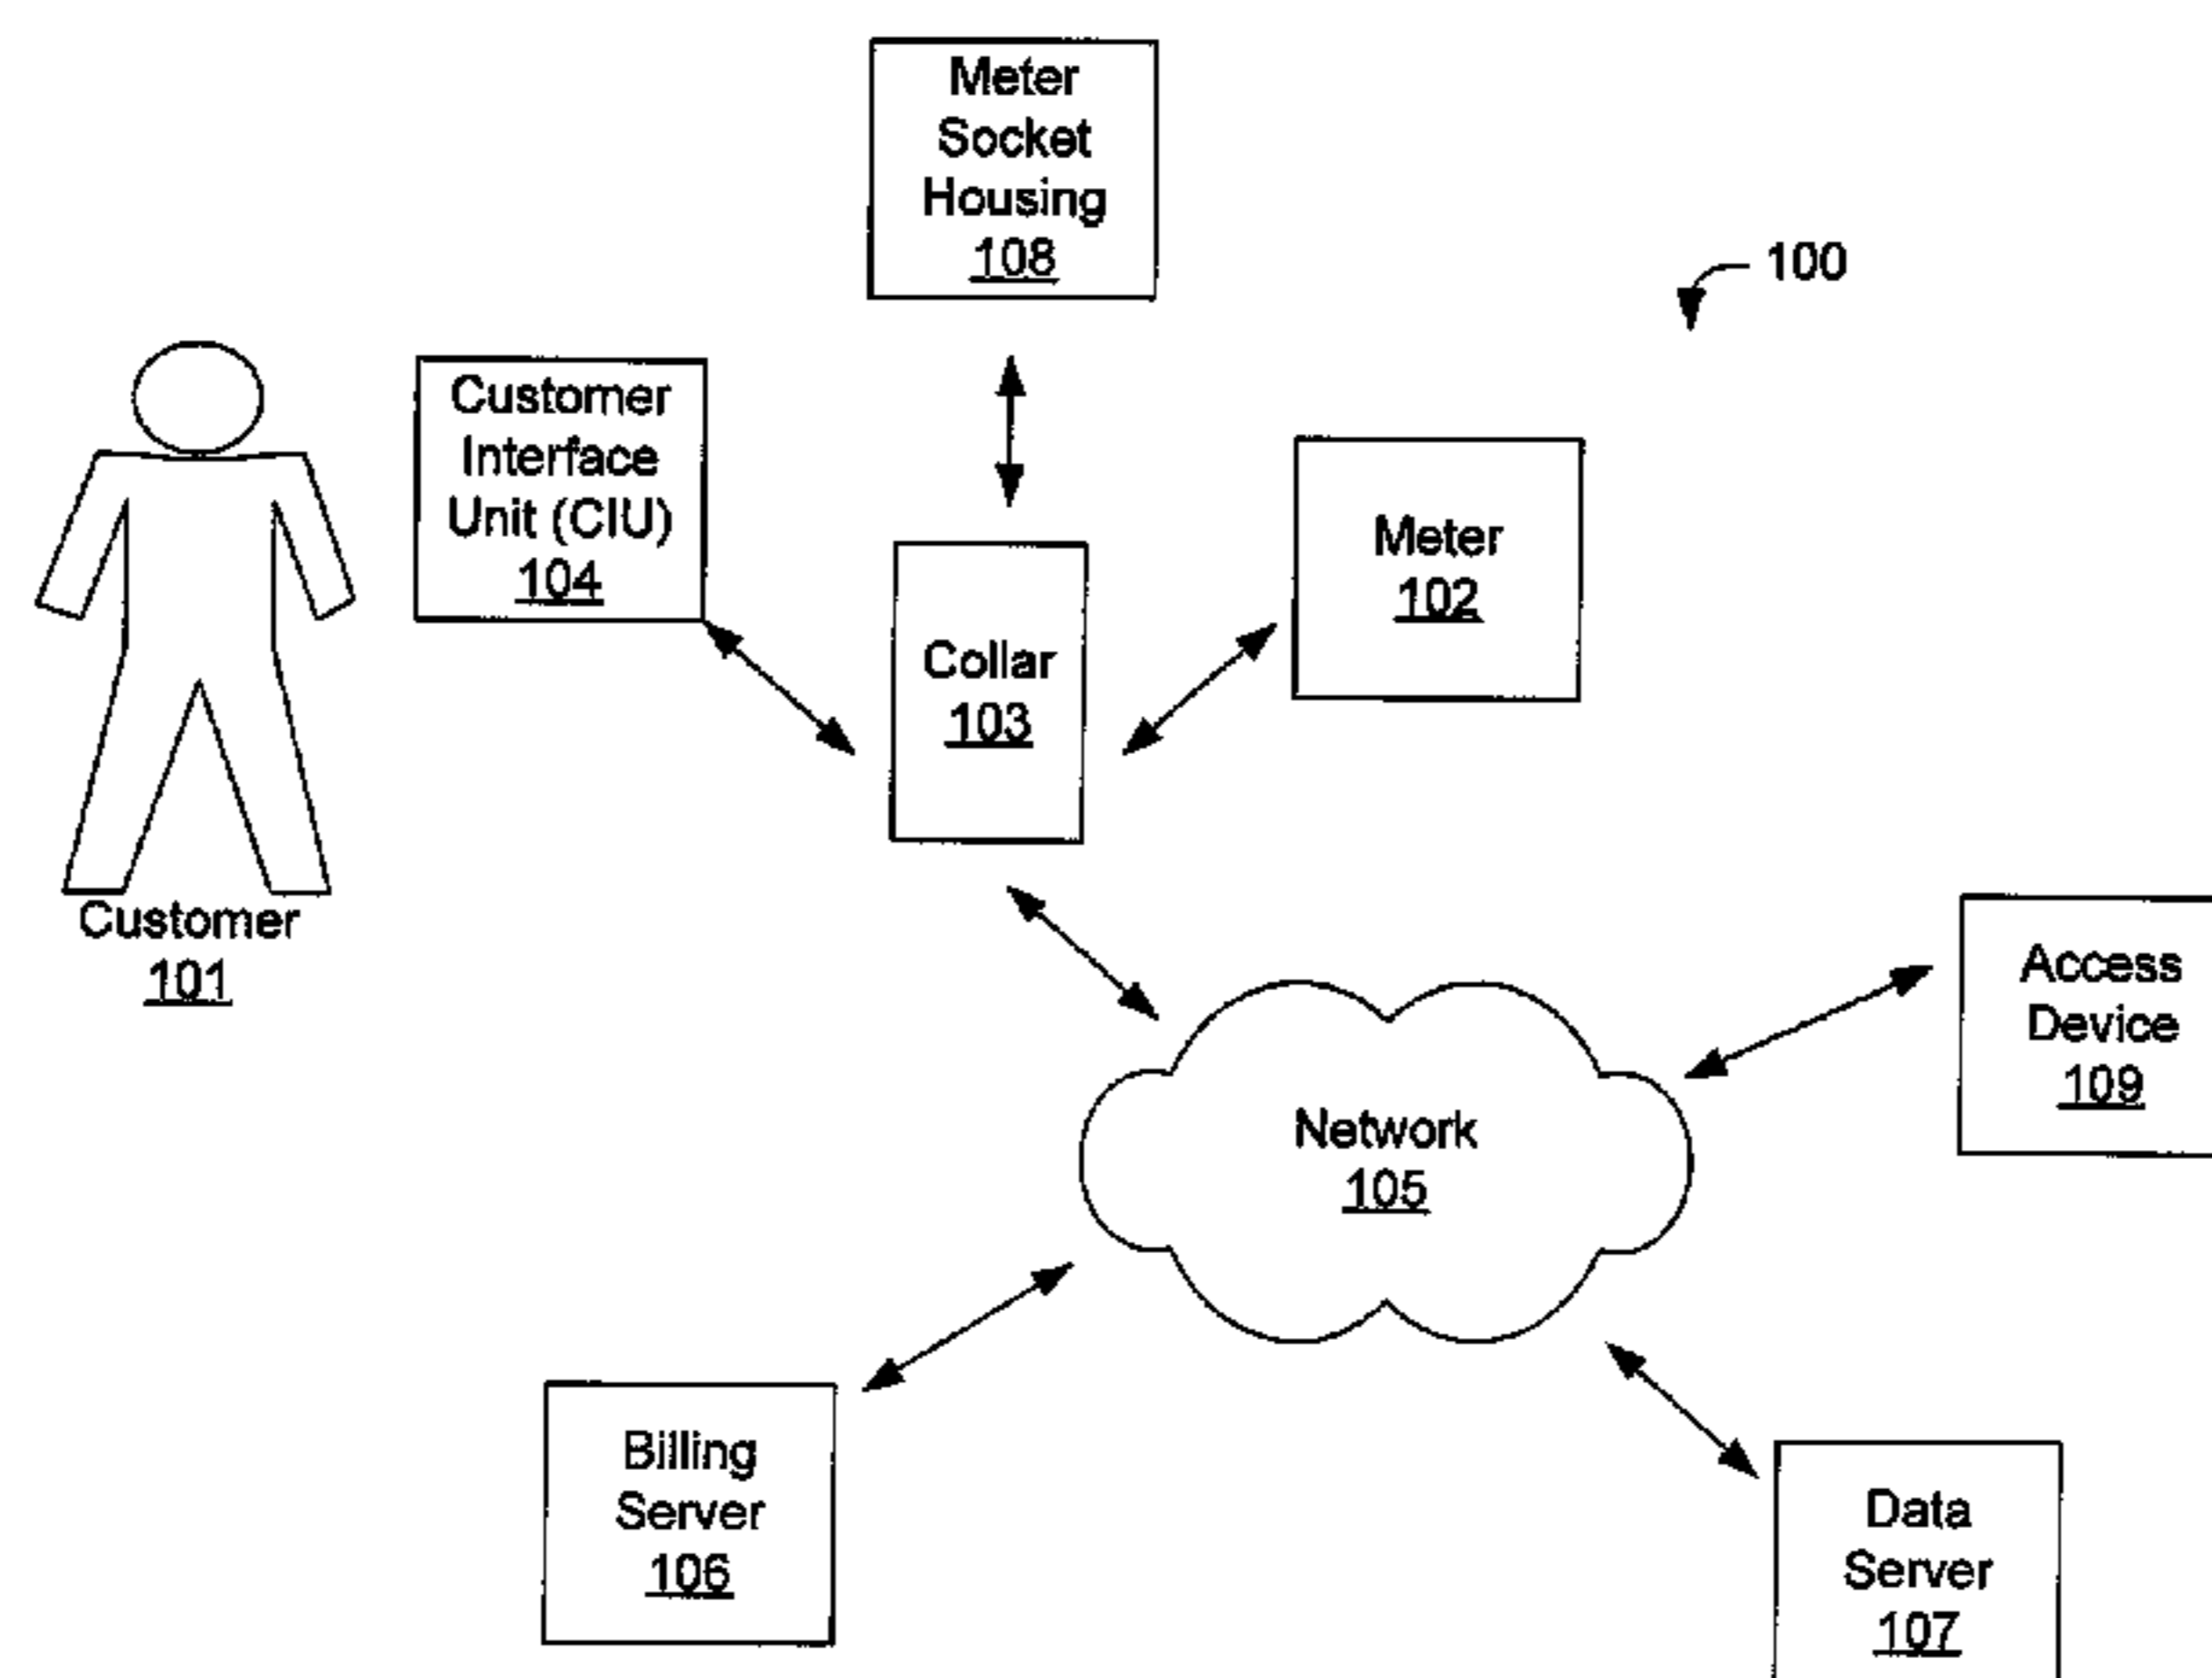 Meter
Socket
Housing
108
100
Customer
Interface
Unit (CIU)
104
Meter
102
Collar
103
Customer
101
Access
Device
109
Network
105
Billing
Server
106
Data
Server
107